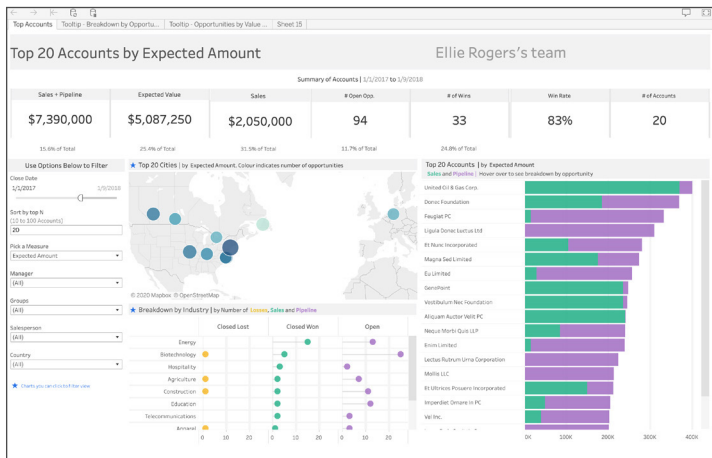 Top Accounts
Tooltip - Breakdown by Opportu...
Tooltip - Opportunities by Value ...
Sheet 15
Top 20 Accounts by Expected Amount
Ellie Rogers's team
Summary of Accounts | 1/1/2017 to 1/9/2018
Sales + Pipeline
Expected Value
Sales
# Open Opp.
# of Wins
Win Rate
# of Accounts
$7,390,000
$5,087,250
$2,050,000
94
33
83%
20
15.6% of Total
25.4% of Total
31.5% of Total
11.7% of Total
24.8% of Total
Use Options Below to Filter
Close Date
1/1/2017
1/9/2018
Sort by top N
(10 to 100 Accounts)
20
Pick a Measure
Expected Amount
Manager
(All)
Groups
(All)
Salesperson
(All)
Country
(All)
Charts you can click to filter view
Top 20 Cities | by Expected Amount. Colour indicates number of opportunities
© 2020 Mapbox © OpenStreetMap
Breakdown by Industry | by Number of Losses, Sales and Pipeline
Closed Lost
Closed Won
Open
Energy
Biotechnology
Hospitality
Agriculture
Construction
Education
Telecommunications
Apparel
0 10 20 0 10 20 0 10 20
Top 20 Accounts | by Expected Amount
Sales and Pipeline | Hover over to see breakdown by opportunity
United Oil & Gas Corp.
Donec Foundation
Feugiat PC
Ligula Donec Luctus Ltd
Et Nunc Incorporated
Magna Sed Limited
Eu Limited
GenePoint
Vestibulum Nec Foundation
Aliquam Auctor Velit PC
Neque Morbi Quis LLP
Enim Limited
Lectus Rutrum Urna Corporation
Mollis LLC
Et Ultrices Posuere Incorporated
Imperdiet Ornare In PC
Val Inc.
0K 100K 200K 300K 400K